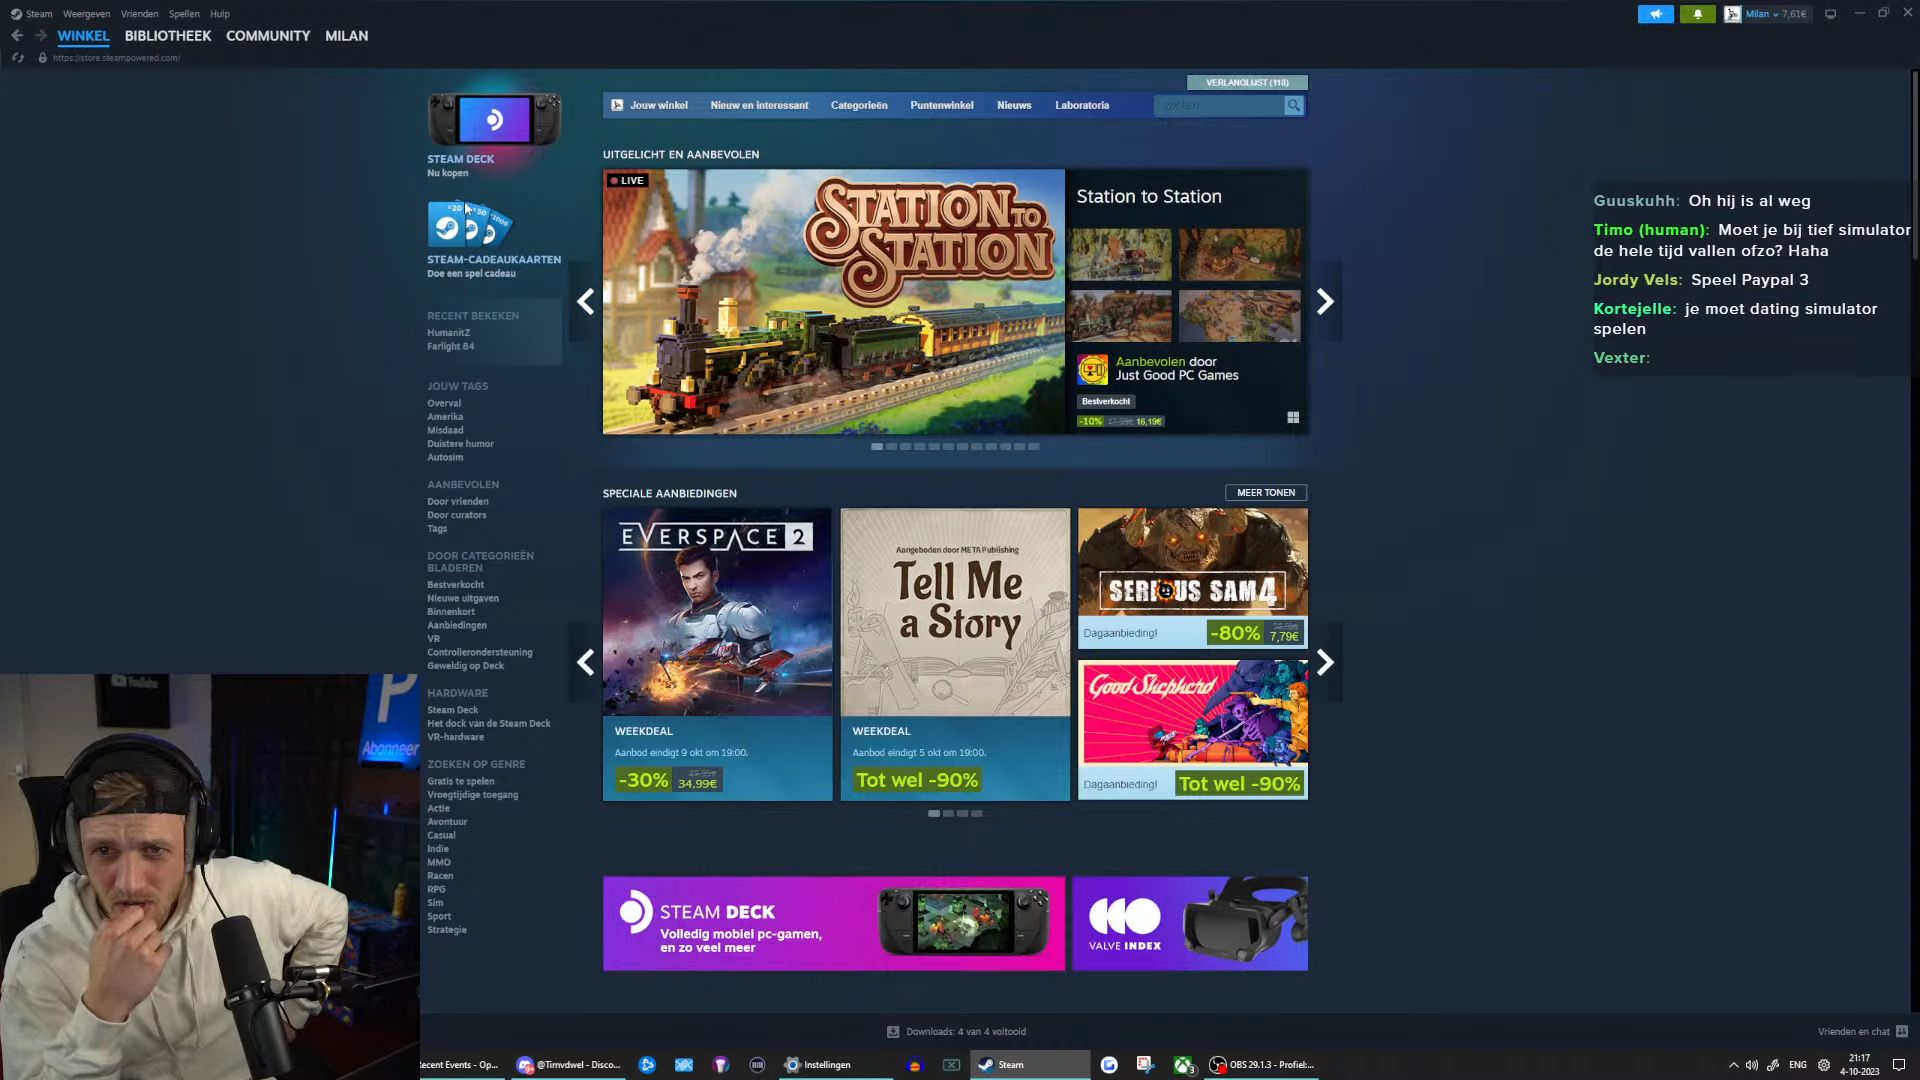 Steam Weergeven Vrienden Spellen Hulp
Milan 7,61€
WINKEL BIBLIOTHEEK COMMUNITY MILAN
https://store.steampowered.com/
VERLANGLIJST (118)
Jouw winkel Nieuw en interessant Categorieën Puntenwinkel Nieuws Laboratoria zoeken
STEAM DECK
Nu kopen
STEAM-CADEAUKAARTEN
Doe een spel cadeau
RECENT BEKEKEN
HumanitZ
Farlight 84
JOUW TAGS
Overval
Amerika
Misdaad
Duistere humor
Autosim
AANBEVOLEN
Door vrienden
Door curators
Tags
DOOR CATEGORIEËN
BLADEREN
Bestverkocht
Nieuwe uitgaven
Binnenkort
Aanbiedingen
VR
Controllerondersteuning
Geweldig op Deck
HARDWARE
Steam Deck
Het dock van de Steam Deck
VR-hardware
ZOEKEN OP GENRE
Gratis te spelen
Vroegtijdige toegang
Actie
Avontuur
Casual
Indie
MMO
Racen
RPG
Sim
Sport
Strategie
UITGELICHT EN AANBEVOLEN
LIVE
STATION TO STATION
Station to Station
Aanbevolen door
Just Good PC Games
Bestverkocht
-10% 17,99€ 16,19€
SPECIALE AANBIEDINGEN
MEER TONEN
EVERSPACE 2
WEEKDEAL
Aanbod eindigt 9 okt om 19:00.
-30% 34,99€
Aangeboden door META Publishing
Tell Me
a Story
WEEKDEAL
Aanbod eindigt 5 okt om 19:00.
Tot wel -90%
SERIOUS SAM 4
Dagaanbieding! -80% 7,79€
Good Shepherd
Dagaanbieding! Tot wel -90%
STEAM DECK
Volledig mobiel pc-gamen,
en zo veel meer
VALVE INDEX
Guuskuhh: Oh hij is al weg
Timo (human): Moet je bij tief simulator
de hele tijd vallen ofzo? Haha
Jordy Vels: Speel Paypal 3
Kortejelle: je moet dating simulator
spelen
Vexter:
YouTube
P
Abonneer
Downloads: 4 van 4 voltooid
Vrienden en chat
Recent Events - Op...
@Timvdwel - Disco...
Instellingen
Steam
OBS 29.1.3 - Profiel:...
ENG
21:17
4-10-2023